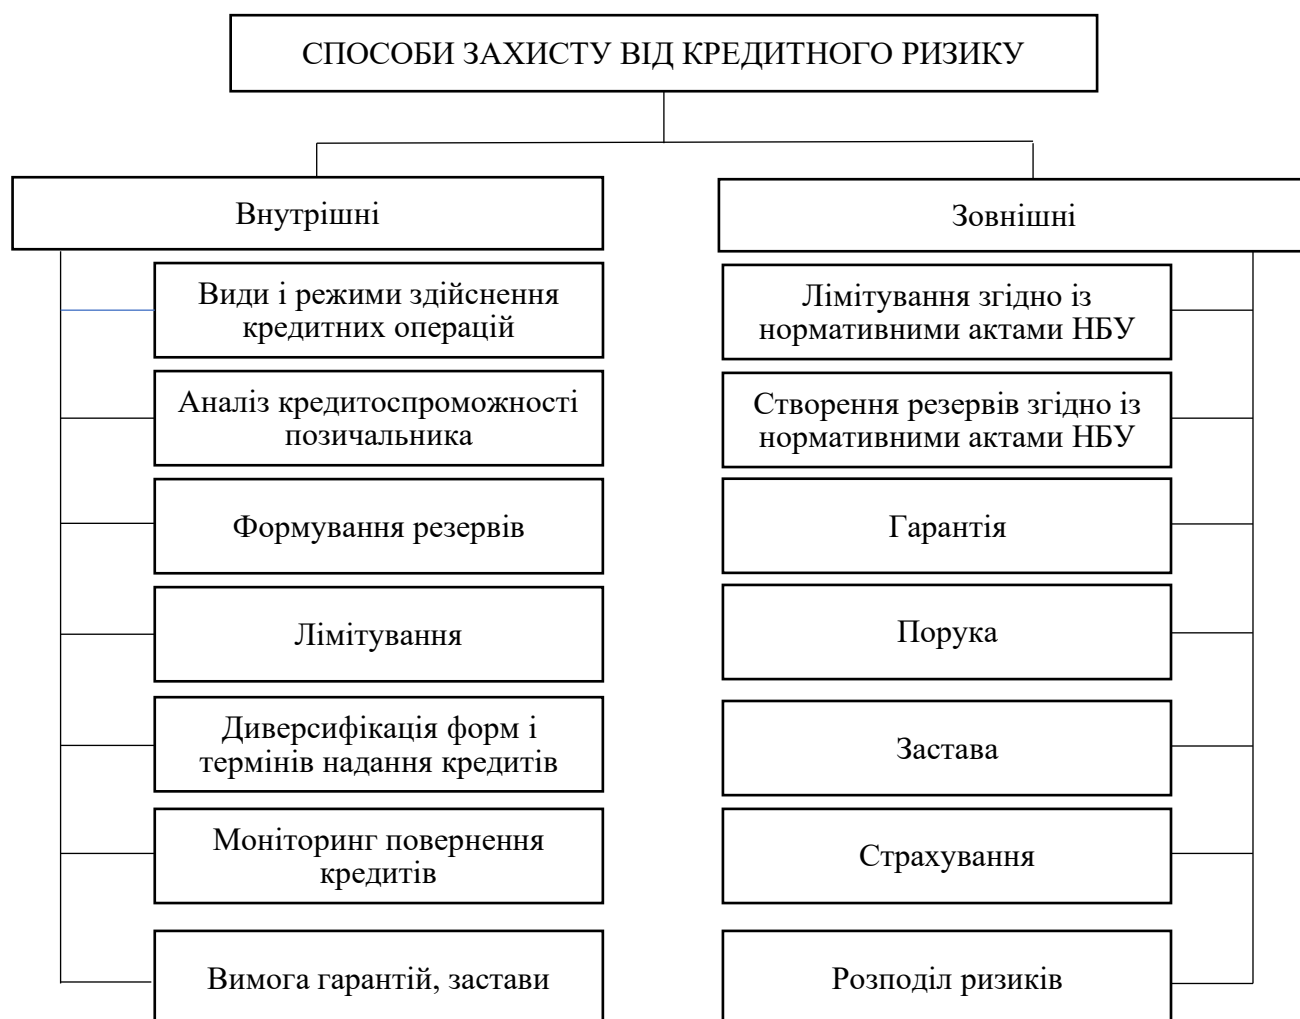 СПОСОБИ ЗАХИСТУ ВІД КРЕДИТНОГО РИЗИКУ
Внутрішні
Види і режими здійснення
кредитних операцій
Аналіз кредитоспроможності
позичальника
Формування резервів
Лімітування
Диверсифікація форм і
термінів надання кредитів
Моніторинг повернення
кредитів
Вимога гарантій, застави
Зовнішні
Лімітування згідно із
нормативними актами НБУ
Створення резервів згідно із
нормативними актами НБУ
Гарантія
Порука
Застава
Страхування
Розподіл ризиків